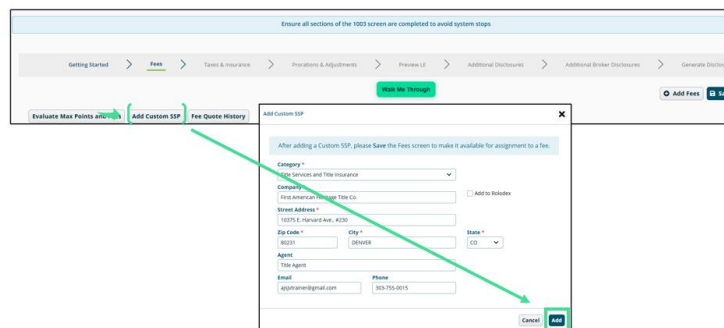 Ensure all sections of the 1003 screen are completed to avoid system stops
Getting Started > Fees > Taxes & Insurance > Prorations & Adjustments > Preview LE > Additional Disclosures > Additional Broker Disclosures > Generate Disclo
Walk Me Through
Add Fees Sa
Evaluate Max Points and Add Custom SSP Fee Quote History
Add Custom SSP
After adding a Custom SSP, please Save the Fees screen to make it available for assignment to a fee.
Category *
Title Services and Title Insurance
Company
First American Heritage Title Co.
Add to Rolodex
Street Address *
10375 E. Harvard Ave., #230
Zip Code * City * State *
80231 DENVER CO
Agent
Title Agent
Email Phone
303-755-0015
Cancel Add